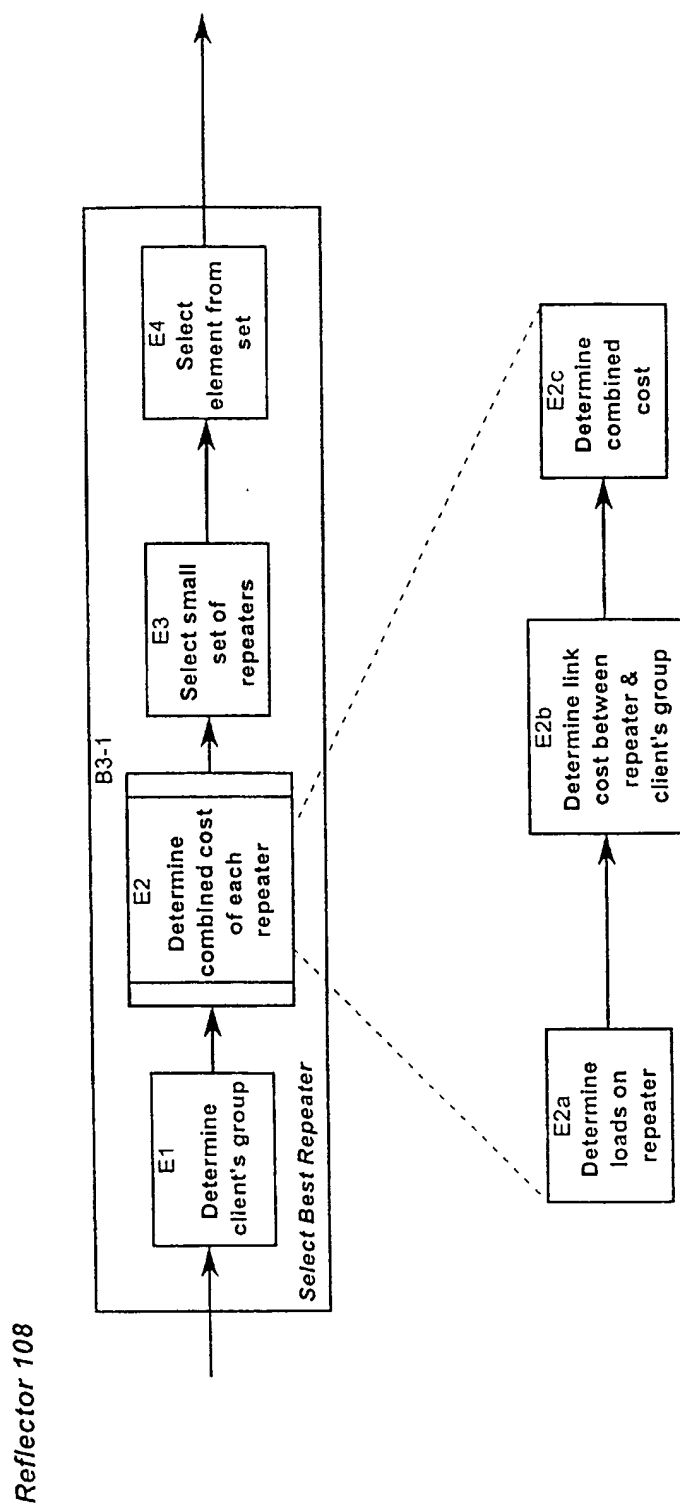 Reflector 108
B3-1
E1
Determine
client's group
E2
Determine
combined cost
of each
repeater
E3
Select small
set of
repeaters
E4
Select
element from
set
Select Best Repeater
E2a
Determine
loads on
repeater
E2b
Determine link
cost between
repeater &
client's group
E2c
Determine
combined
cost